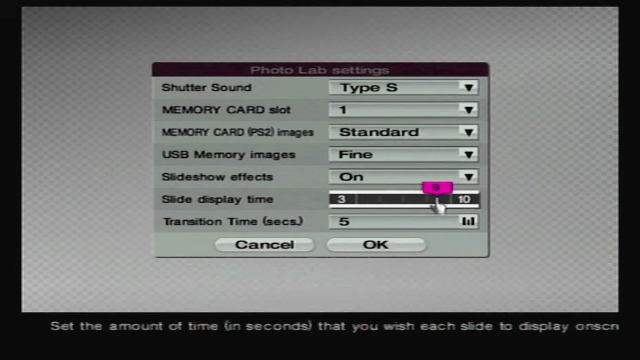 Photo Lab settings
Shutter Sound Type S
MEMORY CARD slot 1
MEMORY CARD (PS2) images Standard
USB Memory images Fine
Slideshow effects On
9
Slide display time 3 10
Transition Time (secs.) 5
Cancel OK
Set the amount of time (in seconds) that you wish each slide to display onscr